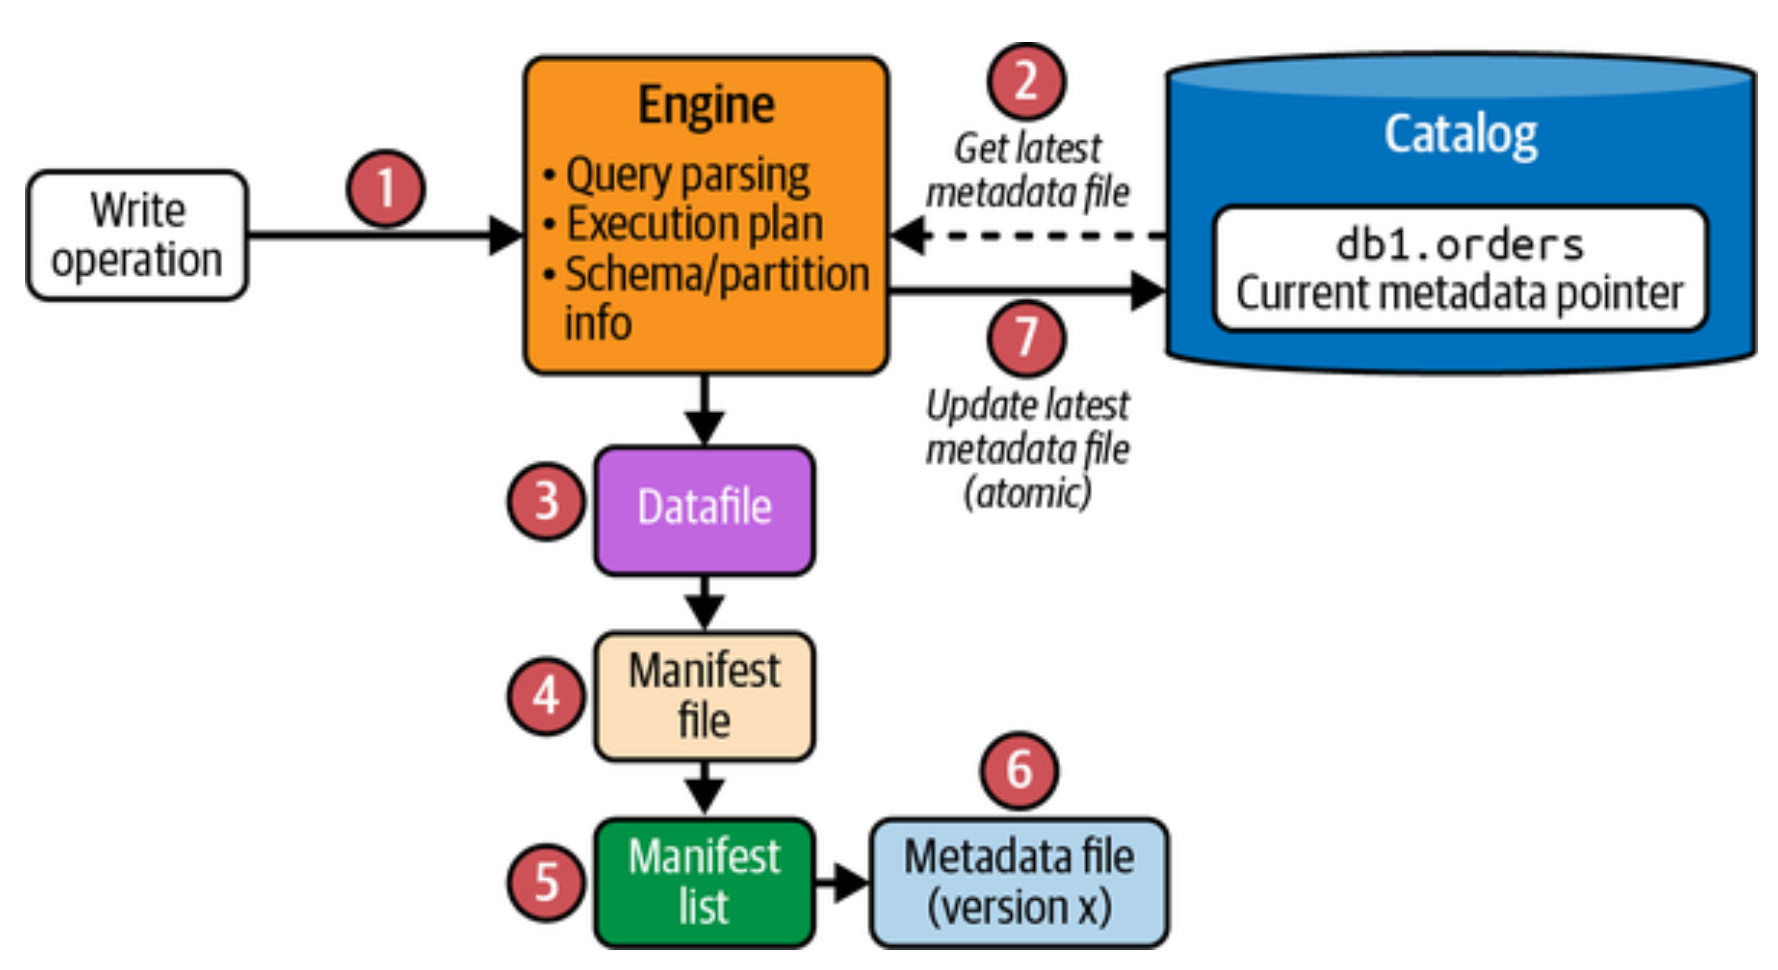 Write
operation
1
Engine
• Query parsing
• Execution plan
• Schema/partition
info
2
Get latest
metadata file
7
Update latest
metadata file
(atomic)
Catalog
db1.orders
Current metadata pointer
3
Datafile
4
Manifest
file
5
Manifest
list
6
Metadata file
(version x)